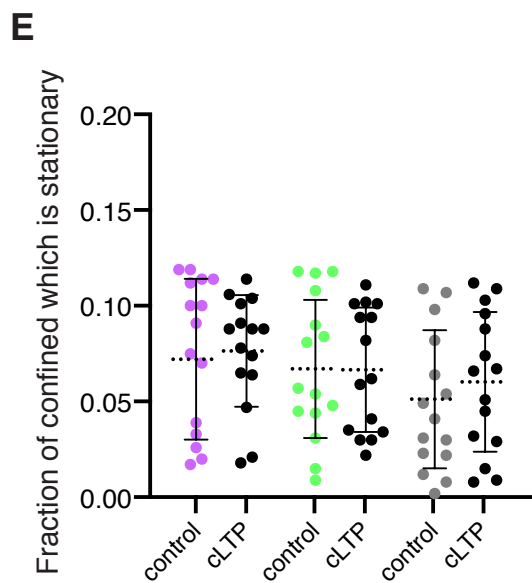 E
Fraction of confined which is stationary
0.20
0.15
0.10
0.05
0.00
control
cLTP
control
cLTP
control
cLTP